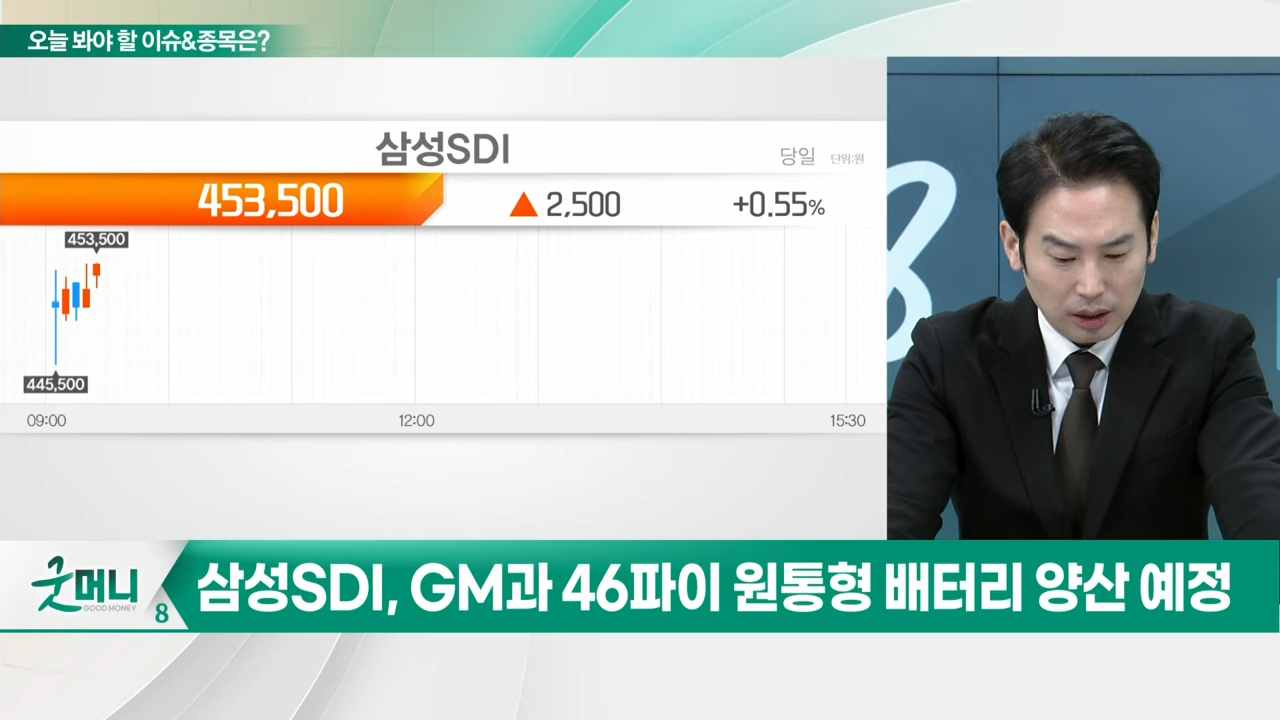 오늘 봐야 할 이슈&종목은?
삼성SDI
당일 단위:원
453,500 ▲ 2,500 +0.55%
453,500
445,500
09:00 12:00 15:30
굿머니
GOOD MONEY
8
삼성SDI, GM과 46파이 원통형 배터리 양산 예정